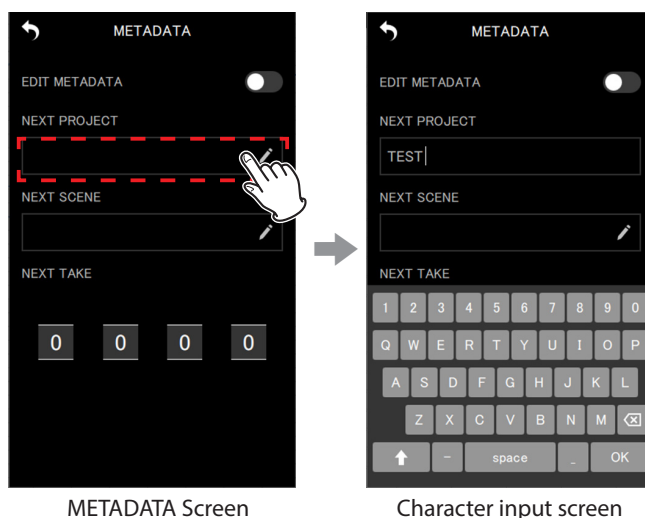 METADATA
EDIT METADATA
NEXT PROJECT
NEXT SCENE
NEXT TAKE
0 0 0 0
METADATA Screen
METADATA
EDIT METADATA
NEXT PROJECT
TEST
NEXT SCENE
NEXT TAKE
1 2 3 4 5 6 7 8 9 0
Q W E R T Y U I O P
A S D F G H J K L
Z X C V B N M
- space _ OK
Character input screen